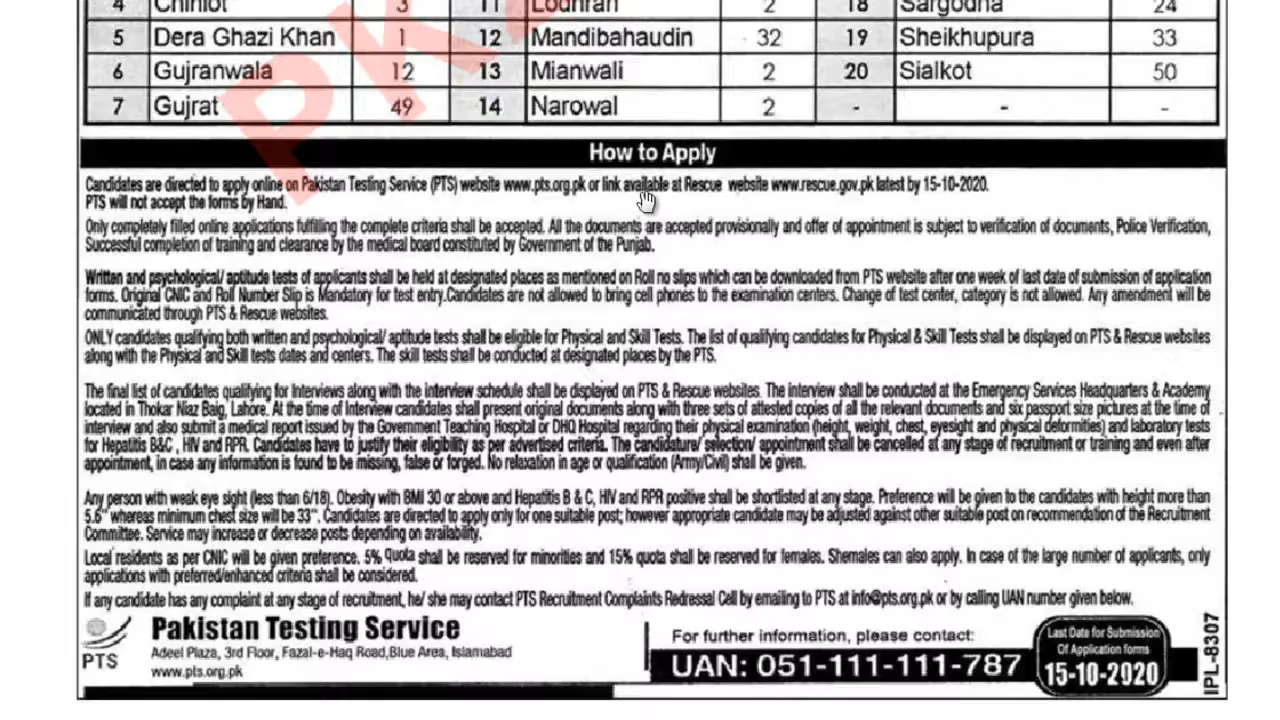 4 Chiniot 3 11 Lodhran 2 18 Sargodha 24
5 Dera Ghazi Khan 1 12 Mandibahaudin 32 19 Sheikhupura 33
6 Gujranwala 12 13 Mianwali 2 20 Sialkot 50
7 Gujrat 49 14 Narowal 2 - - -
How to Apply
Candidates are directed to apply online on Pakistan Testing Service (PTS) website www.pts.org.pk or link available at Rescue website www.rescue.gov.pk latest by 15-10-2020.
PTS will not accept the forms by Hand.
Only completely filled online applications fulfilling the complete criteria shall be accepted. All the documents are accepted provisionally and offer of appointment is subject to verification of documents, Police Verification,
Successful completion of training and clearance by the medical board constituted by Government of the Punjab.
Written and psychological/ aptitude tests of applicants shall be held at designated places as mentioned on Roll no slips which can be downloaded from PTS website after one week of last date of submission of application
forms. Original CNIC and Roll Number Slip is Mandatory for test entry.Candidates are not allowed to bring cell phones to the examination centers. Change of test center, category is not allowed. Any amendment will be
communicated through PTS & Rescue websites.
ONLY candidates qualifying both written and psychological/ aptitude tests shall be eligible for Physical and Skill Tests. The list of qualifying candidates for Physical & Skill Tests shall be displayed on PTS & Rescue websites
along with the Physical and Skill tests dates and centers. The skill tests shall be conducted at designated places by the PTS.
The final list of candidates qualifying for Interviews along with the interview schedule shall be displayed on PTS & Rescue websites. The interview shall be conducted at the Emergency Services Headquarters & Academy
located in Thokar Niaz Baig, Lahore. At the time of Interview candidates shall present original documents along with three sets of attested copies of all the relevant documents and six passport size pictures at the time of
interview and also submit a medical report issued by the Government Teaching Hospital or DHQ Hospital regarding their physical examination (height, weight, chest, eyesight and physical deformities) and laboratory tests
for Hepatitis B&C , HIV and RPR. Candidates have to justify their eligibility as per advertised criteria. The candidature/ selection/ appointment shall be cancelled at any stage of recruitment or training and even after
appointment, in case any information is found to be missing, false or forged. No relaxation in age or qualification (Army/Civil) shall be given.
Any person with weak eye sight (less than 6/18). Obesity with BMI 30 or above and Hepatitis B & C, HIV and RPR positive shall be shortlisted at any stage. Preference will be given to the candidates with height more than
5.6" whereas minimum chest size will be 33". Candidates are directed to apply only for one suitable post; however appropriate candidate may be adjusted against other suitable post on recommendation of the Recruitment
Committee. Service may increase or decrease posts depending on availability.
Local residents as per CNIC will be given preference. 5% Quota shall be reserved for minorities and 15% quota shall be reserved for females. Shemales can also apply. In case of the large number of applicants, only
applications with preferred/enhanced criteria shall be considered.
If any candidate has any complaint at any stage of recruitment, he/ she may contact PTS Recruitment Complaints Redressal Cell by emailing to PTS at info@pts.org.pk or by calling UAN number given below.
PTS
Pakistan Testing Service
Adeel Plaza, 3rd Floor, Fazal-e-Haq Road,Blue Area, Islamabad
www.pts.org.pk
For further information, please contact:
UAN: 051-111-111-787
Last Date for Submission
Of Application forms
15-10-2020
IPL-8307
PK